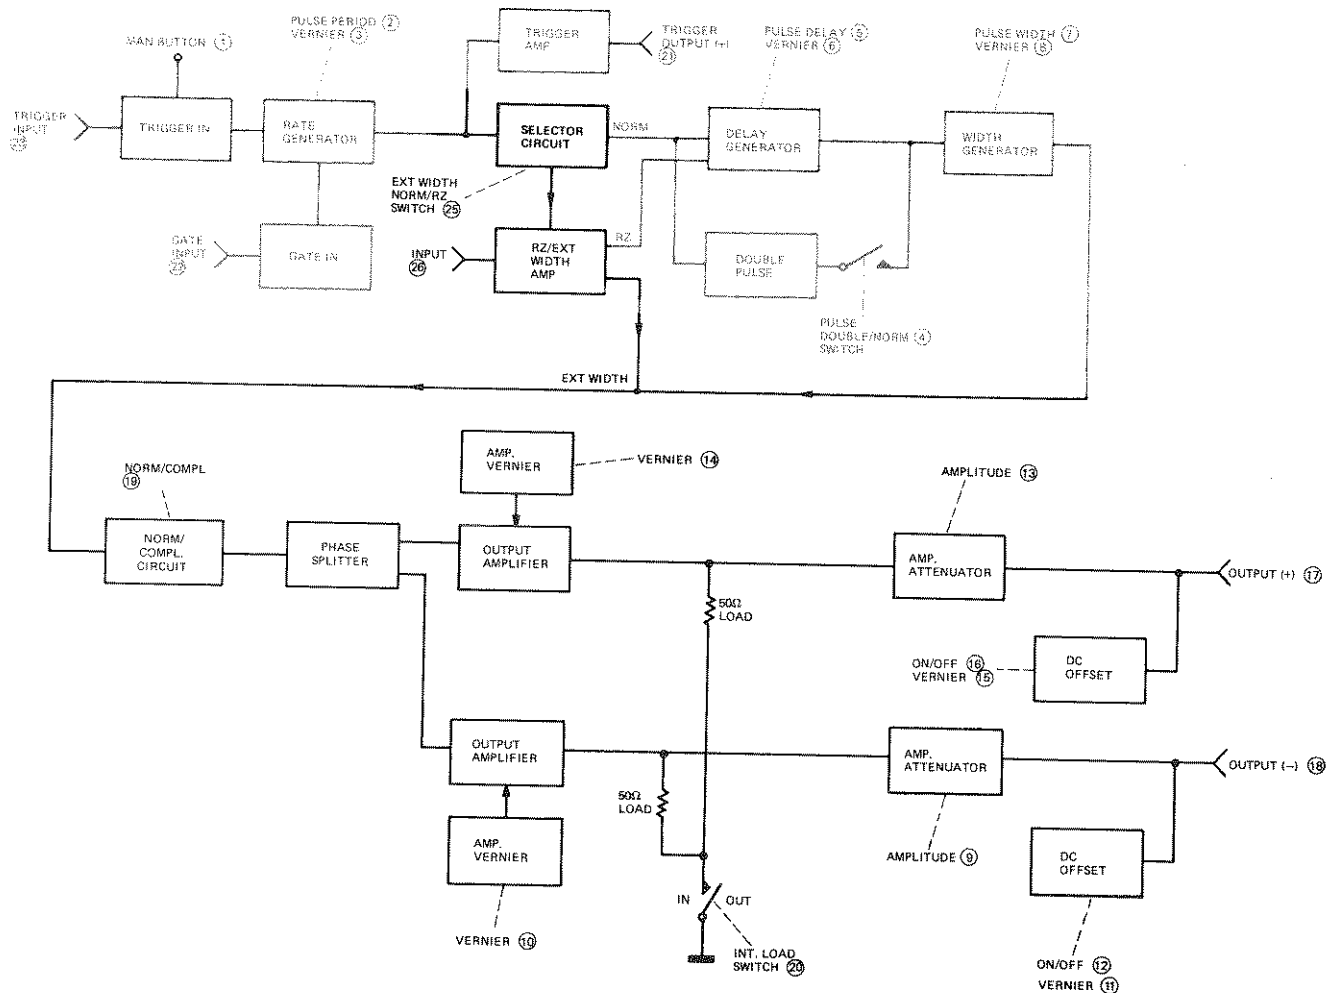 MAN BUTTON ①
PULSE PERIOD ②
VERNIER ③
TRIGGER
AMP
TRIGGER
OUTPUT (+)
㉑
PULSE DELAY ⑤
VERNIER ⑥
PULSE WIDTH ⑦
VERNIER ⑧
TRIGGER
INPUT
TRIGGER IN
RATE
GENERATOR
SELECTOR
CIRCUIT
NORM
DELAY
GENERATOR
WIDTH
GENERATOR
EXT WIDTH
NORM/RZ
SWITCH ㉕
GATE
INPUT
GATE IN
INPUT
㉖
RZ/EXT
WIDTH
AMP
RZ
DOUBLE
PULSE
PULSE
DOUBLE/NORM ④
SWITCH
EXT WIDTH
AMP.
VERNIER
VERNIER ⑭
AMPLITUDE ⑬
NORM/COMPL
⑲
NORM/
COMPL.
CIRCUIT
PHASE
SPLITTER
OUTPUT
AMPLIFIER
AMP.
ATTENUATOR
OUTPUT (+) ⑰
50Ω
LOAD
ON/OFF ⑯
VERNIER ⑮
DC
OFFSET
OUTPUT
AMPLIFIER
AMP.
ATTENUATOR
OUTPUT (−) ⑱
50Ω
LOAD
AMP.
VERNIER
AMPLITUDE ⑨
DC
OFFSET
IN OUT
VERNIER ⑩
INT. LOAD
SWITCH ⑳
ON/OFF ⑫
VERNIER ⑪